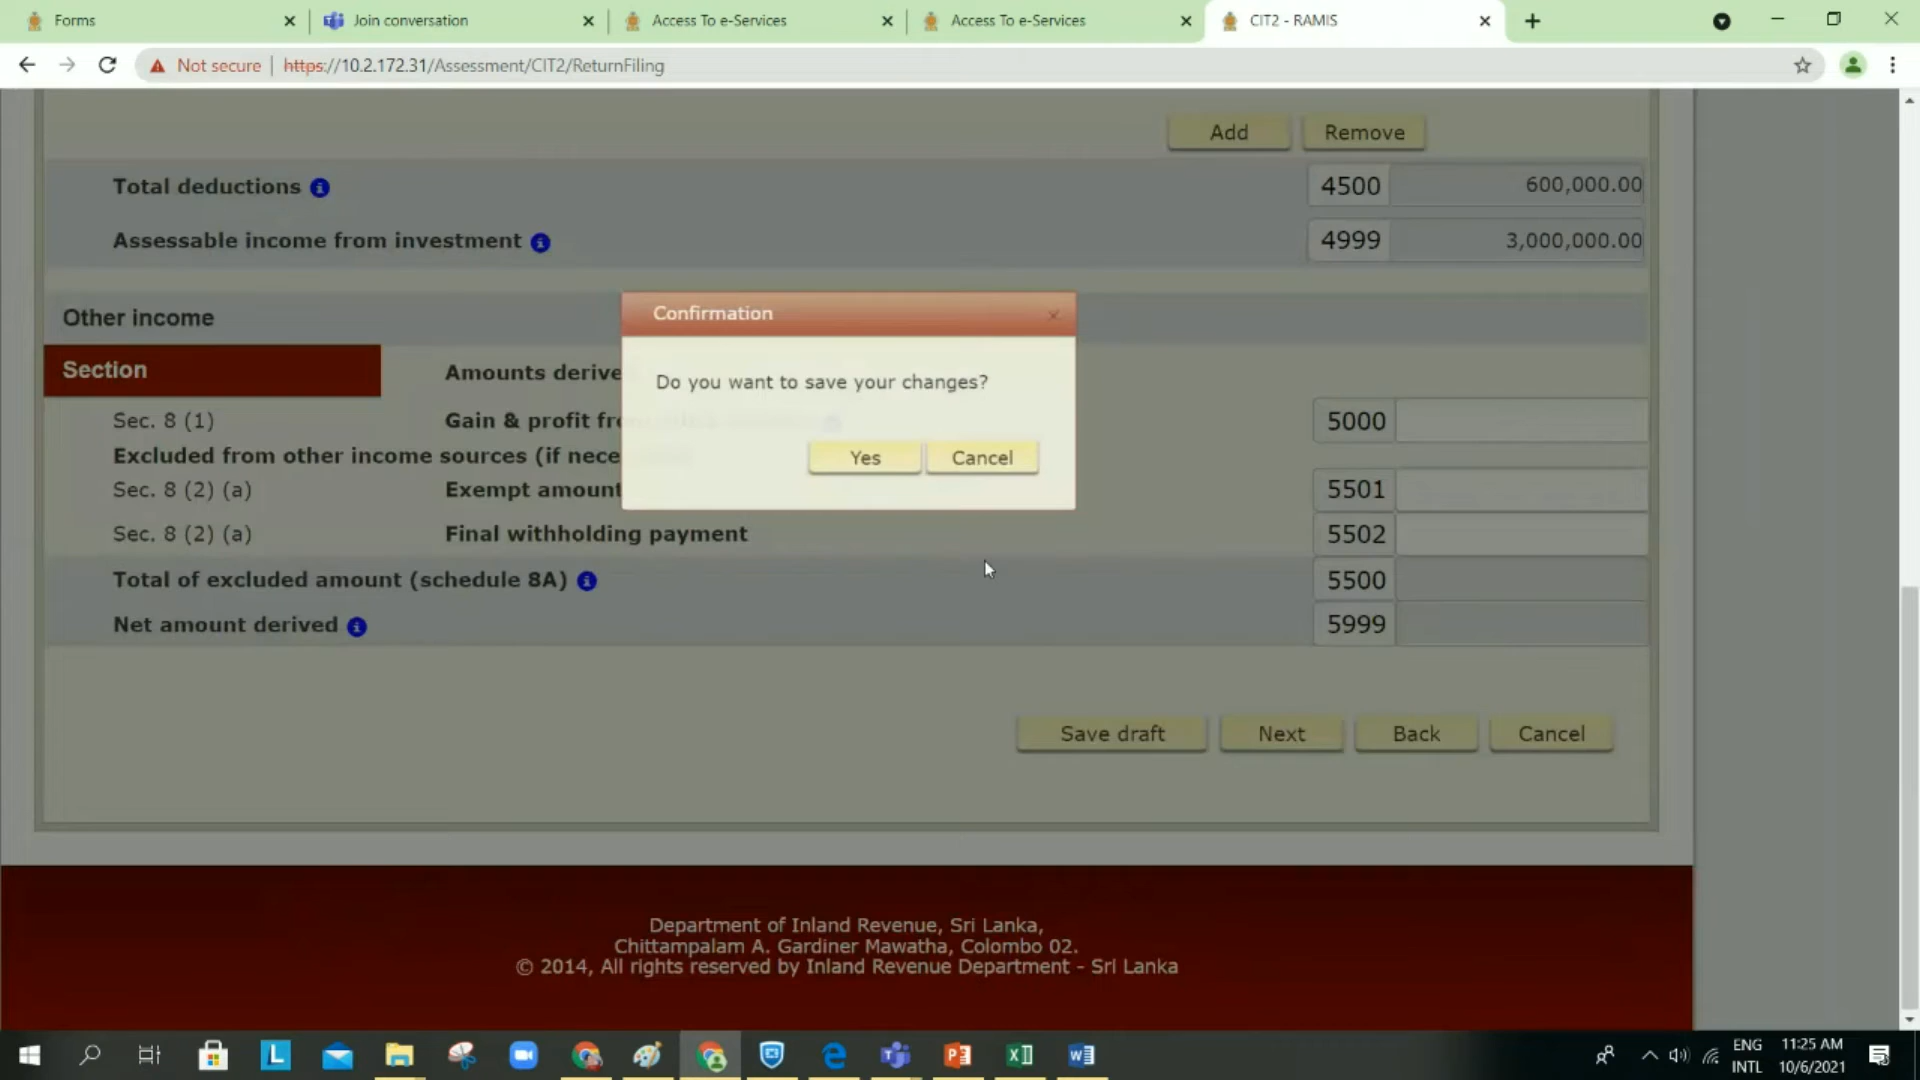 Forms
Join conversation
Access To e-Services
Access To e-Services
CIT2 - RAMIS
Not secure
https://10.2.172.31/Assessment/CIT2/ReturnFiling
Add Remove
Total deductions 4500 600,000.00
Assessable income from investment 4999 3,000,000.00
Other income
Confirmation
Do you want to save your changes?
Yes Cancel
Section Amounts derive
Sec. 8 (1) Gain & profit fr 5000
Excluded from other income sources (if nece
Sec. 8 (2) (a) Exempt amount 5501
Sec. 8 (2) (a) Final withholding payment 5502
Total of excluded amount (schedule 8A) 5500
Net amount derived 5999
Save draft Next Back Cancel
Department of Inland Revenue, Sri Lanka,
Chittampalam A. Gardiner Mawatha, Colombo 02.
© 2014, All rights reserved by Inland Revenue Department - Sri Lanka
ENG
INTL
11:25 AM
10/6/2021